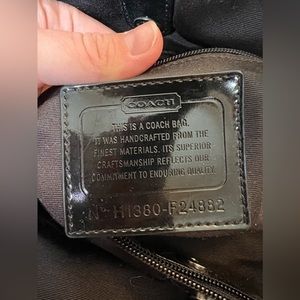 COACH
THIS IS A COACH BAG.
IT WAS HANDCRAFTED FROM THE
FINEST MATERIALS. ITS SUPERIOR
CRAFTSMANSHIP REFLECTS OUR
COMMITMENT TO ENDURING QUALITY.
Nº H1360-F24882